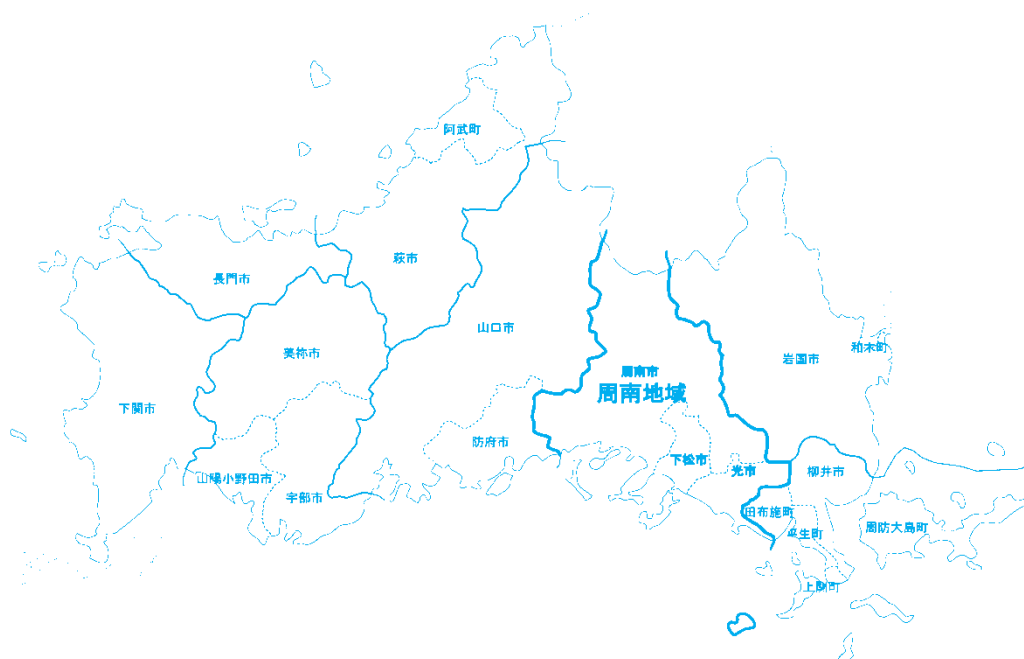 阿武町
萩市
長門市
山口市
和木町
美祢市
岩国市
周南市
周南地域
下関市
防府市
下松市
光市
柳井市
山陽小野田市
宇部市
田布施町
平生町
周防大島町
上関町